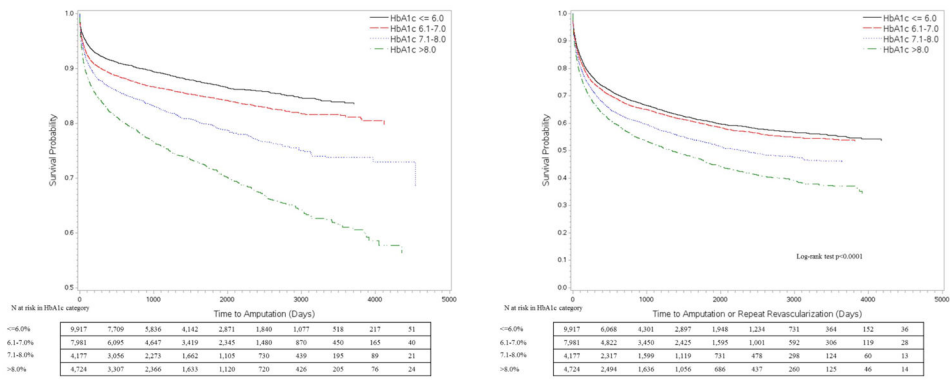 1.0
0.9
0.8
0.7
0.6
0.5
Survival Probability
HbA1c <= 6.0
HbA1c 6.1-7.0
HbA1c 7.1-8.0
HbA1c >8.0
0 1000 2000 3000 4000 5000
Time to Amputation (Days)
N at risk in HbA1c category
<=6.0% 9,917 7,709 5,836 4,142 2,871 1,840 1,077 518 217 51
6.1-7.0% 7,981 6,095 4,647 3,419 2,345 1,480 870 450 165 40
7.1-8.0% 4,177 3,056 2,273 1,662 1,105 730 439 195 89 21
>8.0% 4,724 3,307 2,366 1,633 1,120 720 426 205 76 24
1.0
0.9
0.8
0.7
0.6
0.5
0.4
0.3
0.2
0.1
0.0
Survival Probability
HbA1c <= 6.0
HbA1c 6.1-7.0
HbA1c 7.1-8.0
HbA1c >8.0
Log-rank test p<0.0001
0 1000 2000 3000 4000 5000
Time to Amputation or Repeat Revascularization (Days)
N at risk in HbA1c category
<=6.0% 9,917 6,068 4,301 2,897 1,948 1,234 731 364 152 36
6.1-7.0% 7,981 4,822 3,450 2,425 1,595 1,001 592 306 119 28
7.1-8.0% 4,177 2,317 1,599 1,119 731 478 298 124 60 13
>8.0% 4,724 2,494 1,636 1,056 686 437 260 125 46 14